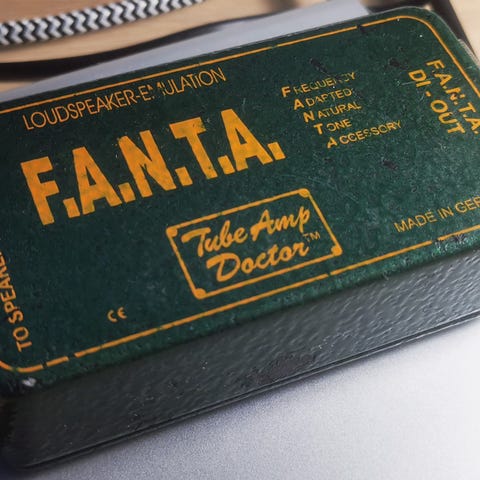 LOUDSPEAKER-EMULATION
F.A.N.T.A.
FREQUENCY
ADAPTED
NATURAL
TONE
ACCESSORY
F.A.N.T.A.
DI-OUT
Tube Amp
Doctor™
TO SPEAKE
MADE IN GER
CE